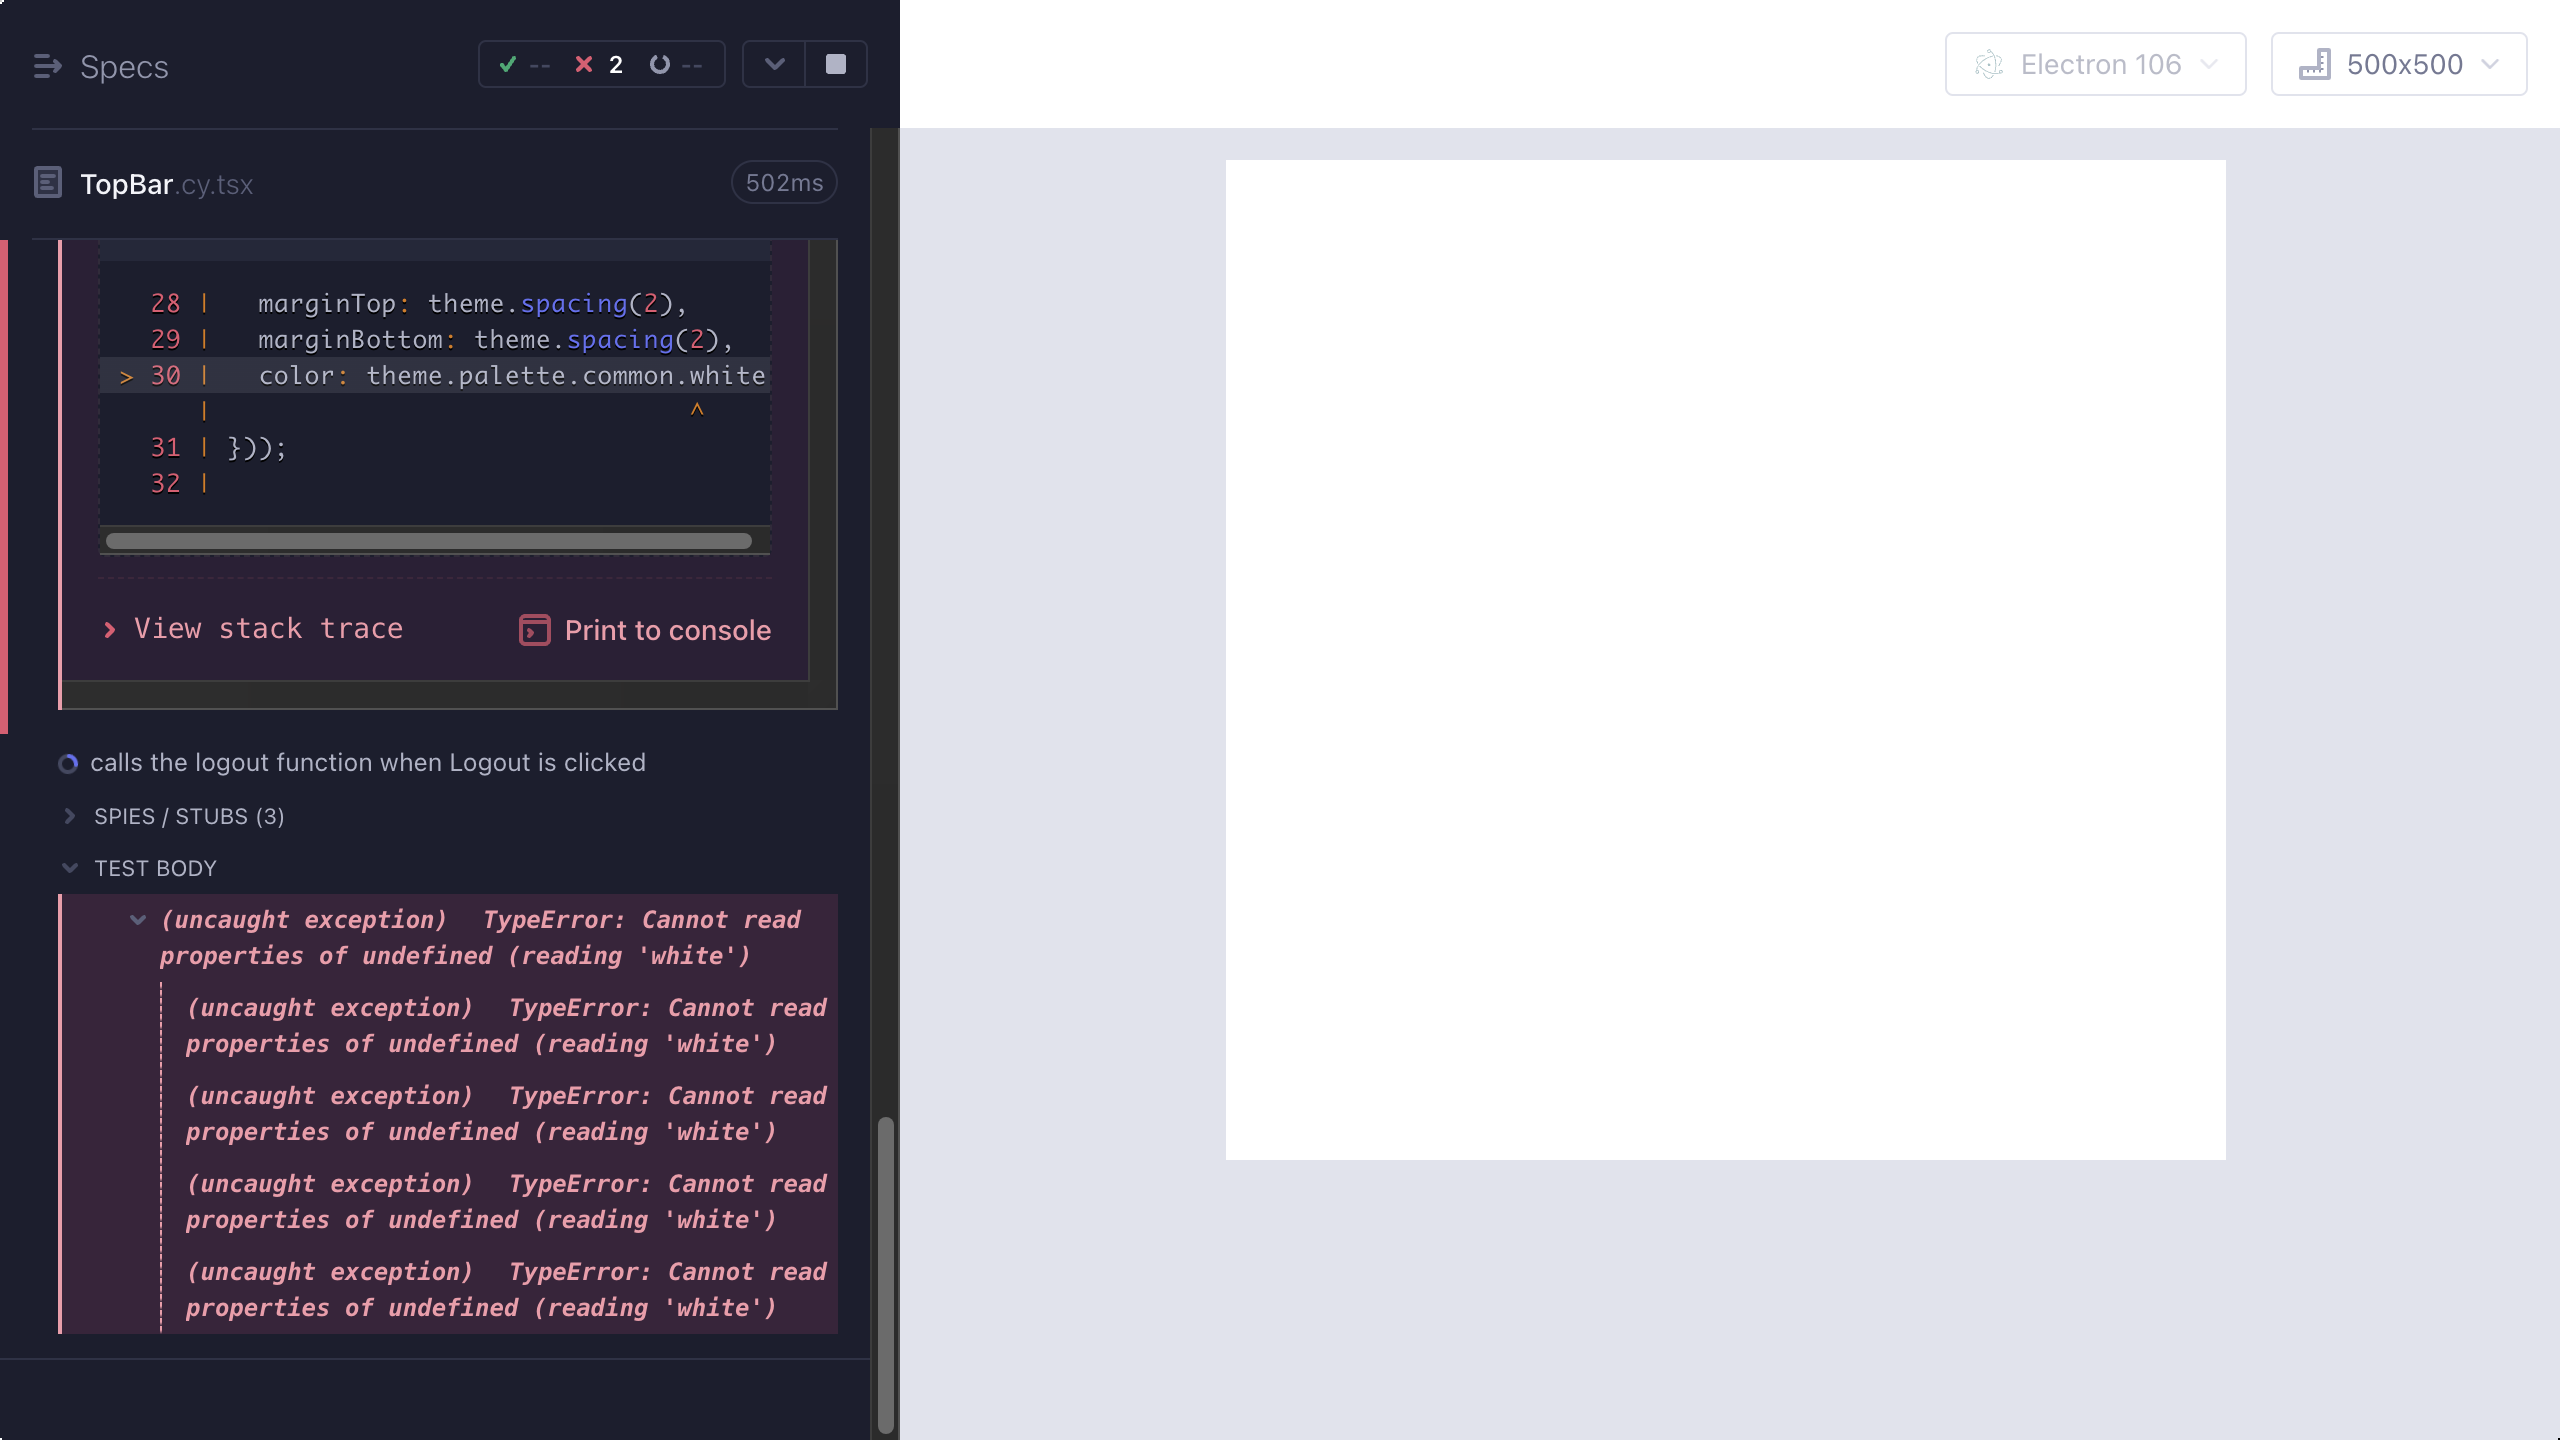 Specs
-- 2 --
Electron 106
500x500
TopBar.cy.tsx
502ms
28 |   marginTop: theme.spacing(2),
29 |   marginBottom: theme.spacing(2),
> 30 |   color: theme.palette.common.white
|                               ^
31 | }));
32 |
View stack trace
Print to console
calls the logout function when Logout is clicked
SPIES / STUBS (3)
TEST BODY
(uncaught exception)  TypeError: Cannot read
properties of undefined (reading 'white')
(uncaught exception)  TypeError: Cannot read
properties of undefined (reading 'white')
(uncaught exception)  TypeError: Cannot read
properties of undefined (reading 'white')
(uncaught exception)  TypeError: Cannot read
properties of undefined (reading 'white')
(uncaught exception)  TypeError: Cannot read
properties of undefined (reading 'white')